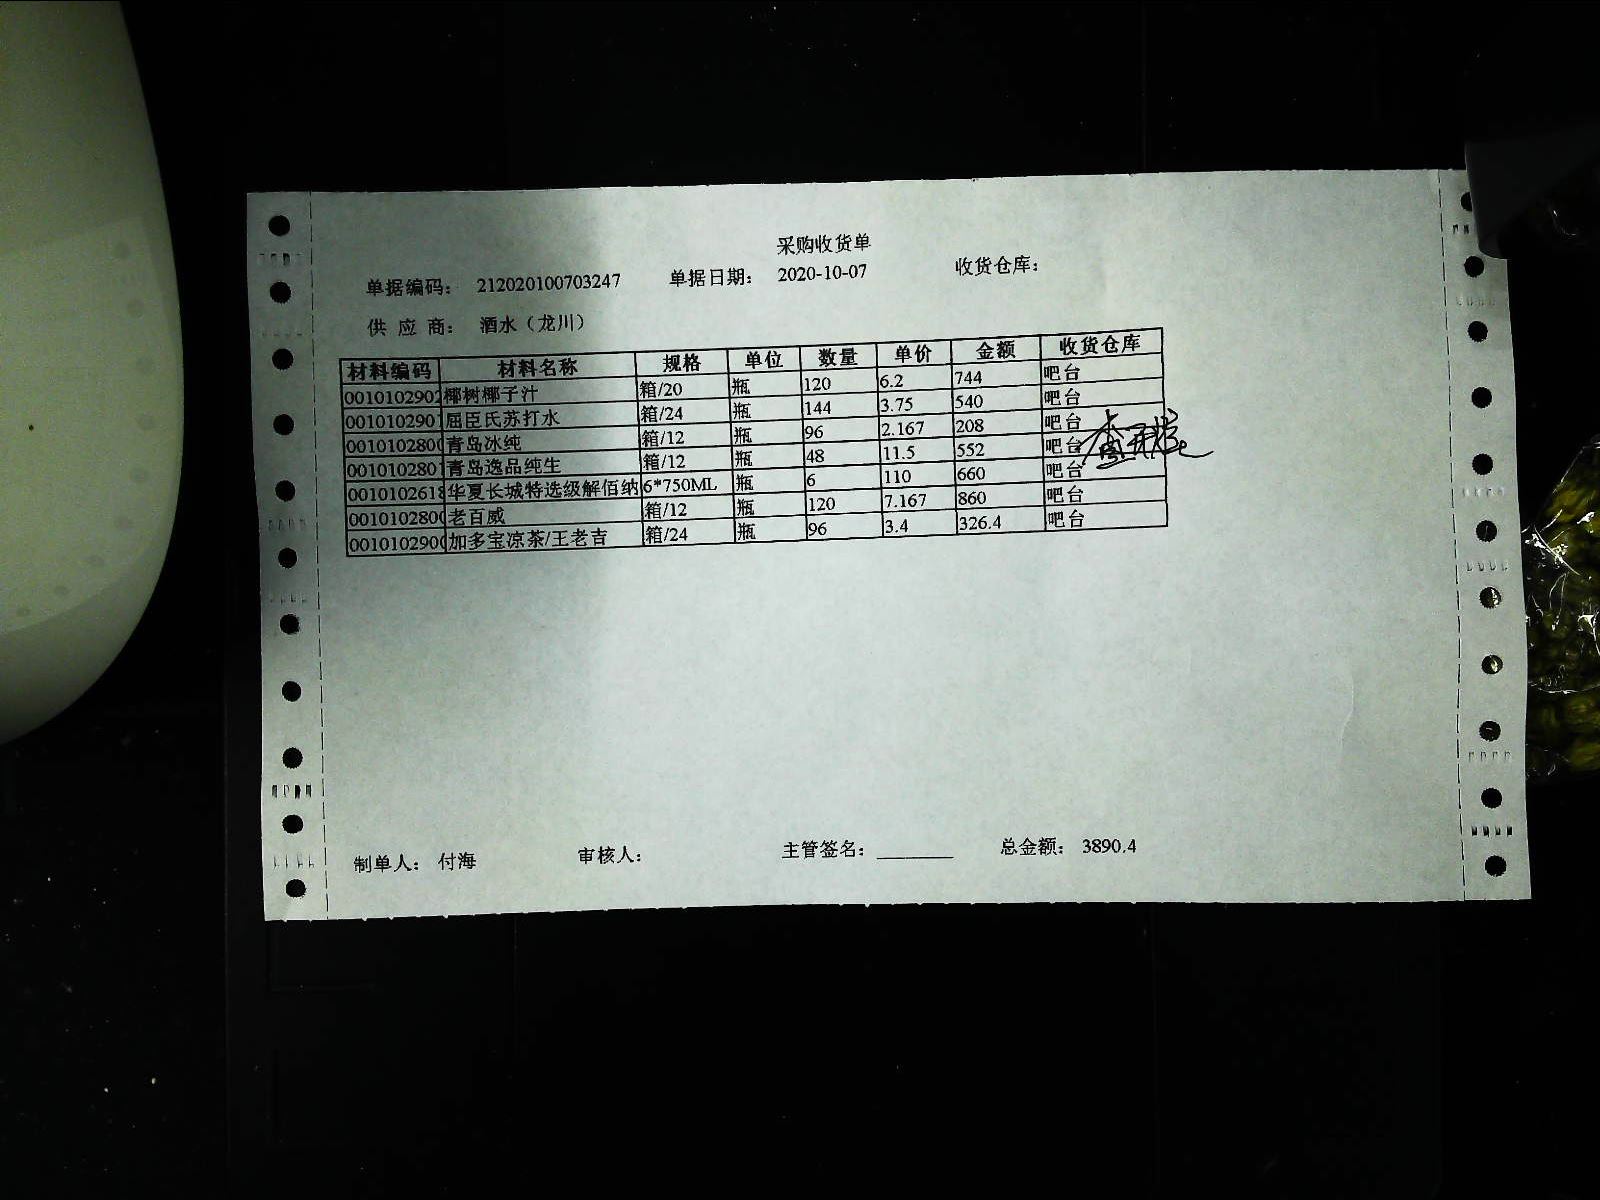 采购收货单
单据编码： 212020100703247 单据日期： 2020-10-07 收货仓库：
供 应 商： 酒水（龙川）
材料编码 材料名称 规格 单位 数量 单价 金额 收货仓库
0010102902 椰树椰子汁 箱/20 瓶 120 6.2 744 吧台
0010102901 屈臣氏苏打水 箱/24 瓶 144 3.75 540 吧台
0010102800 青岛冰纯 箱/12 瓶 96 2.167 208 吧台
0010102801 青岛逸品纯生 箱/12 瓶 48 11.5 552 吧台
0010102618 华夏长城特选级解佰纳 6*750ML 瓶 6 110 660 吧台
0010102800 老百威 箱/12 瓶 120 7.167 860 吧台
0010102900 加多宝凉茶/王老吉 箱/24 瓶 96 3.4 326.4 吧台
制单人： 付海 审核人： 主管签名： 总金额： 3890.4